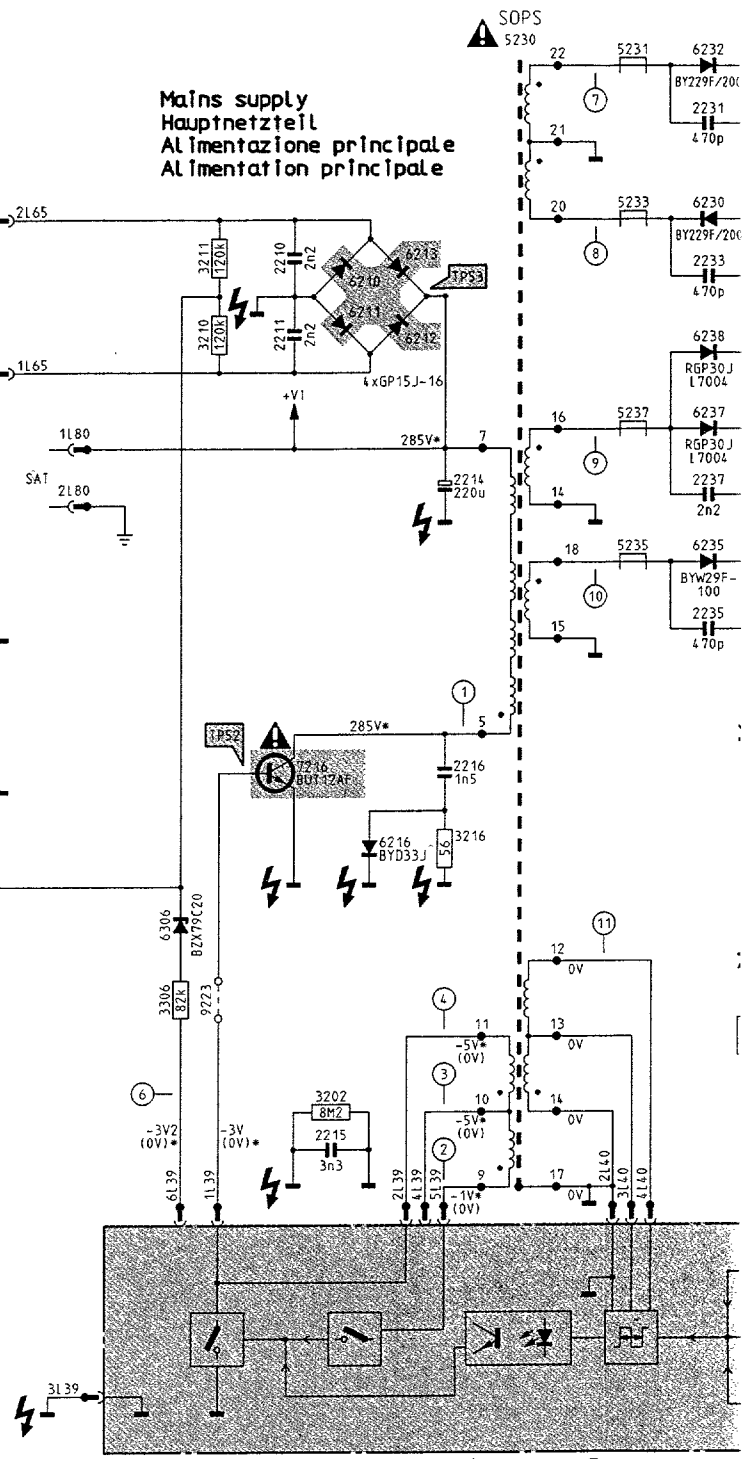 SOPS
5230
Mains supply
Hauptnetzteil
Alimentazione principale
Alimentation principale
22
5231
6232
BY229F/200
7
2231
470p
21
20
5233
6230
BY229F/200
8
2233
470p
2L65
3211
120k
2210
2n2
6210
6213
TP53
3210
120k
2211
2n2
6211
6212
1L65
4xGP15J-16
+V1
6238
RGP30J
L7004
16
5237
6237
RGP30J
L7004
9
2237
2n2
14
1L80
285V*
7
SAT
2L80
2214
220u
18
5235
6235
BYW29F-
100
10
2235
470p
15
1
5
285V*
TP52
7216
BUT12AF
2216
1n5
6216
BYD33J
56
3216
6306
BZX79C20
3306
82k
9223
11
12
0V
4
11
-5V*
(0V)
13
0V
3
10
-5V*
(0V)
14
0V
6
-3V2
(0V)*
-3V
(0V)*
3202
8M2
2215
3n3
2
9
-1V*
(0V)
17
0V
6L39
1L39
2L39
4L39
5L39
2L40
3L40
4L40
3L39